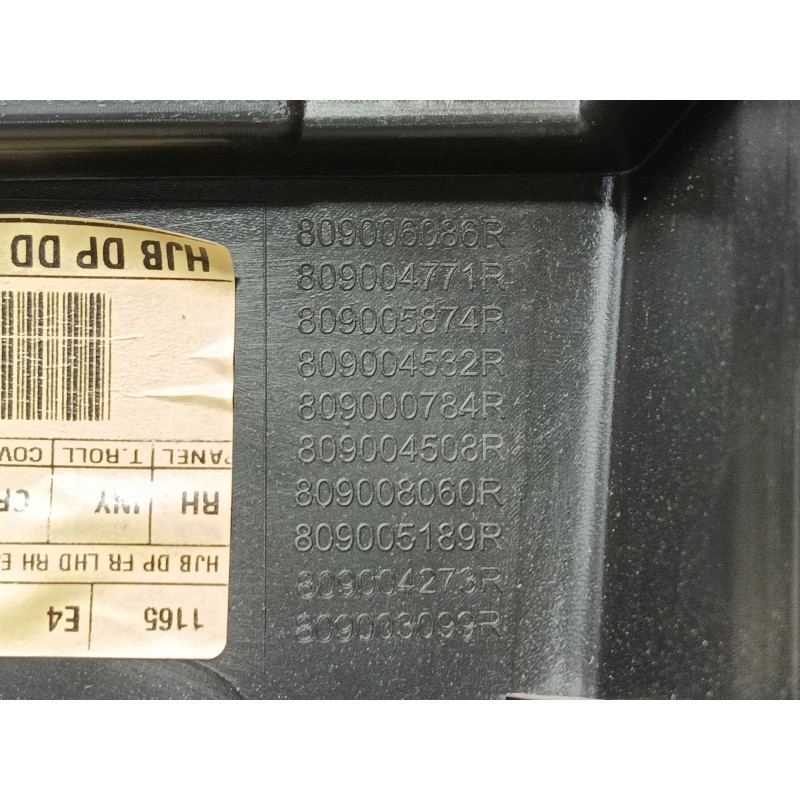 809006086R
809004771R
809005874R
809004532R
809000784R
809004508R
809008060R
809005189R
809004273R
809003099R
1165 E4
HJB DP FR LHD RH
RH
PANEL T.ROLL
HJB DP DD